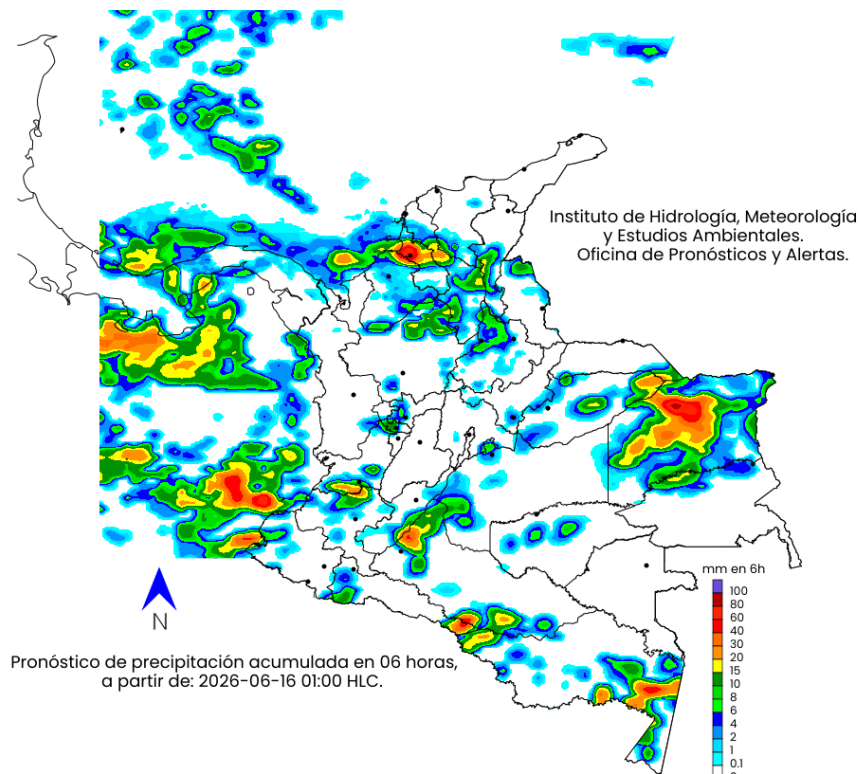 Instituto de Hidrología, Meteorología
y Estudios Ambientales.
Oficina de Pronósticos y Alertas.
mm en 6h
100
80
60
40
30
20
15
10
8
6
4
2
1
0.1
0
N
Pronóstico de precipitación acumulada en 06 horas,
a partir de: 2026-06-16 01:00 HLC.